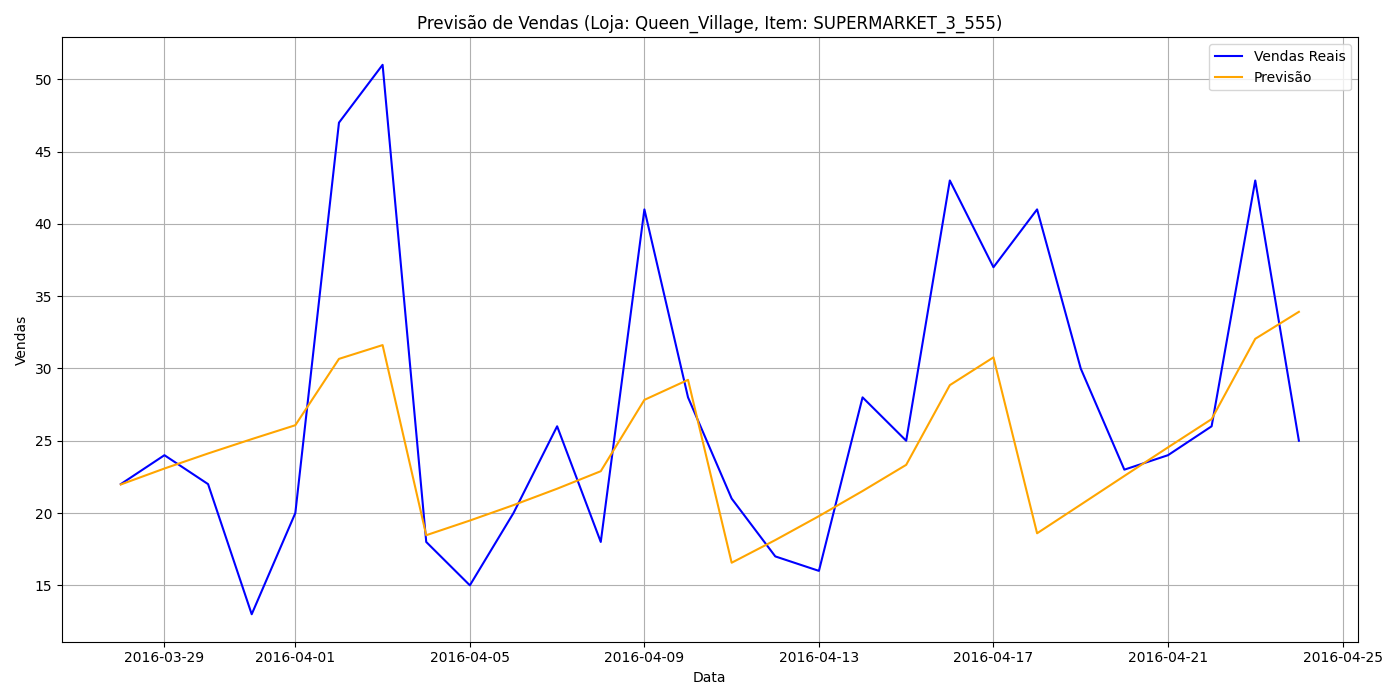 Previsão de Vendas (Loja: Queen_Village, Item: SUPERMARKET_3_555)
Vendas Reais
Previsão
50
45
40
35
30
25
20
15
Vendas
2016-03-29 2016-04-01 2016-04-05 2016-04-09 2016-04-13 2016-04-17 2016-04-21 2016-04-25
Data